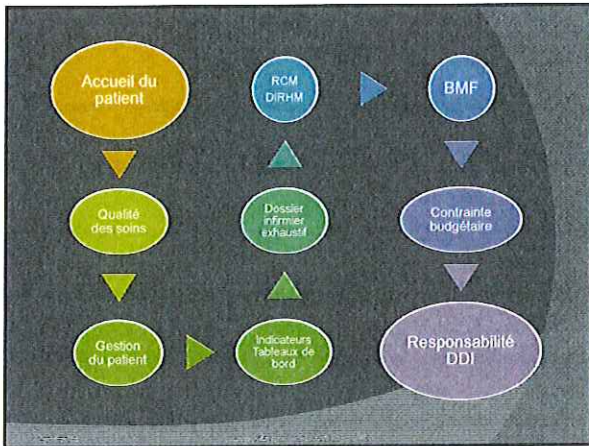 Accueil du
patient
Qualité
des soins
Gestion
du patient
Indicateurs
Tableaux de
bord
Dossier
infirmier
exhaustif
RCM
DIRHM
BMF
Contrainte
budgétaire
Responsabilité
DDI